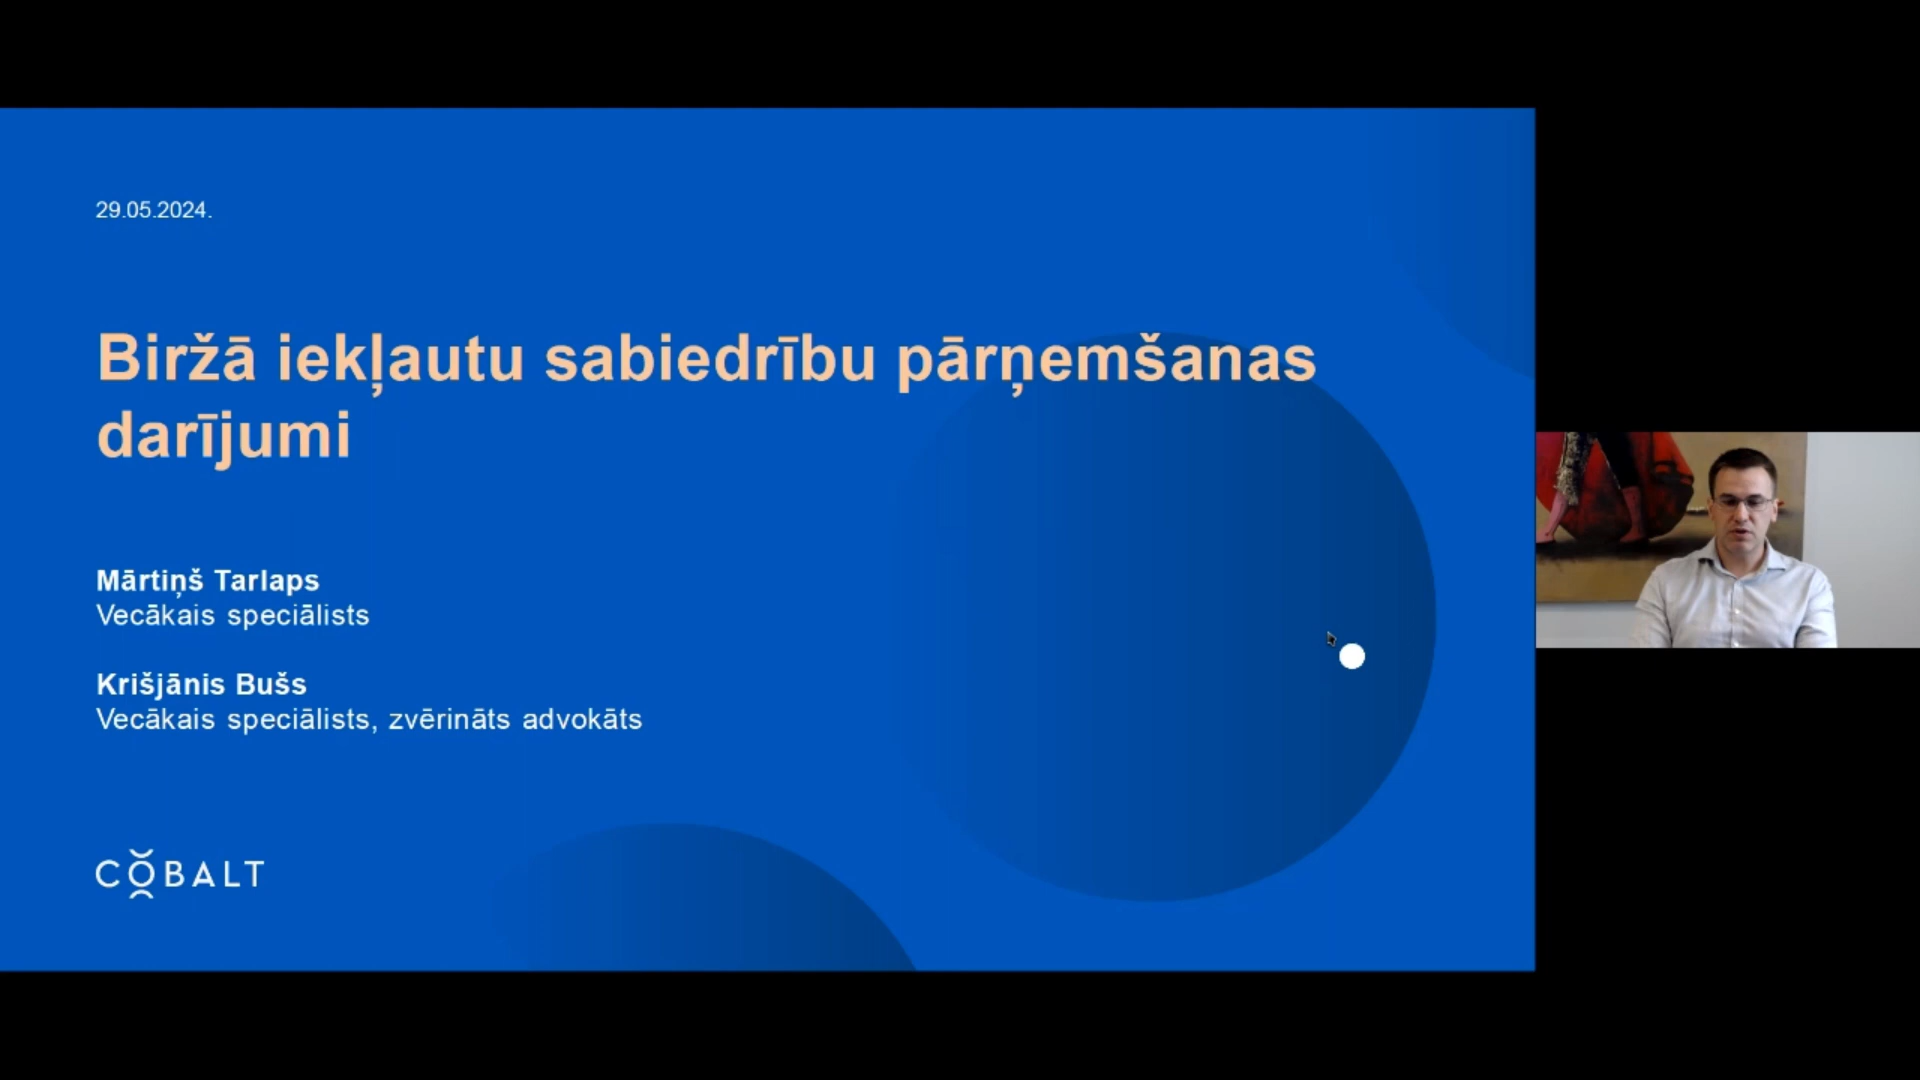 29.05.2024.
Biržā iekļautu sabiedrību pārņemšanas
darījumi
Mārtiņš Tarlaps
Vecākais speciālists
Krišjānis Bušs
Vecākais speciālists, zvērināts advokāts
COBALT